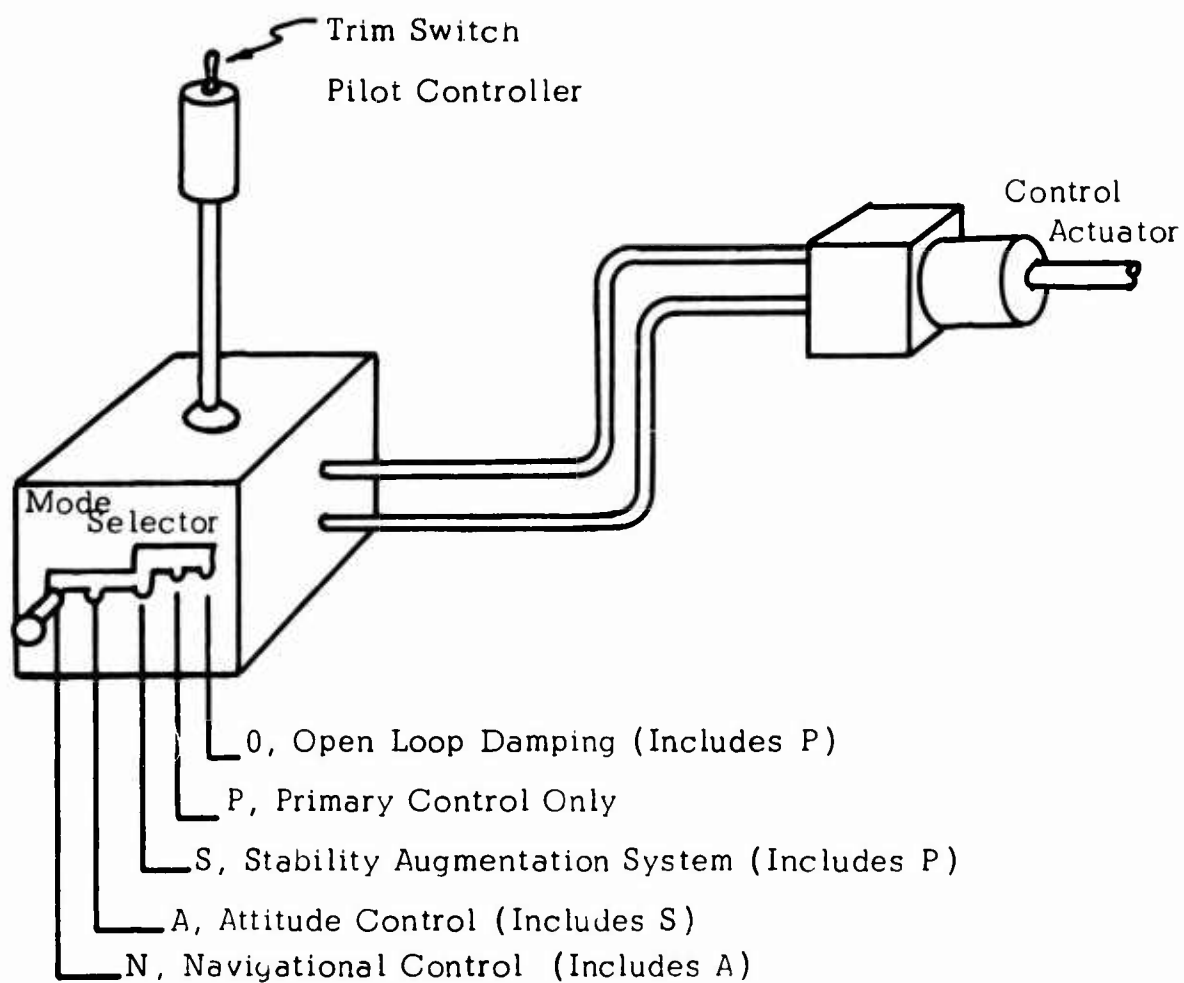 Trim Switch
Pilot Controller
Control
Actuator
Mode
Selector
0, Open Loop Damping (Includes P)
P, Primary Control Only
S, Stability Augmentation System (Includes P)
A, Attitude Control (Includes S)
N, Navigational Control (Includes A)